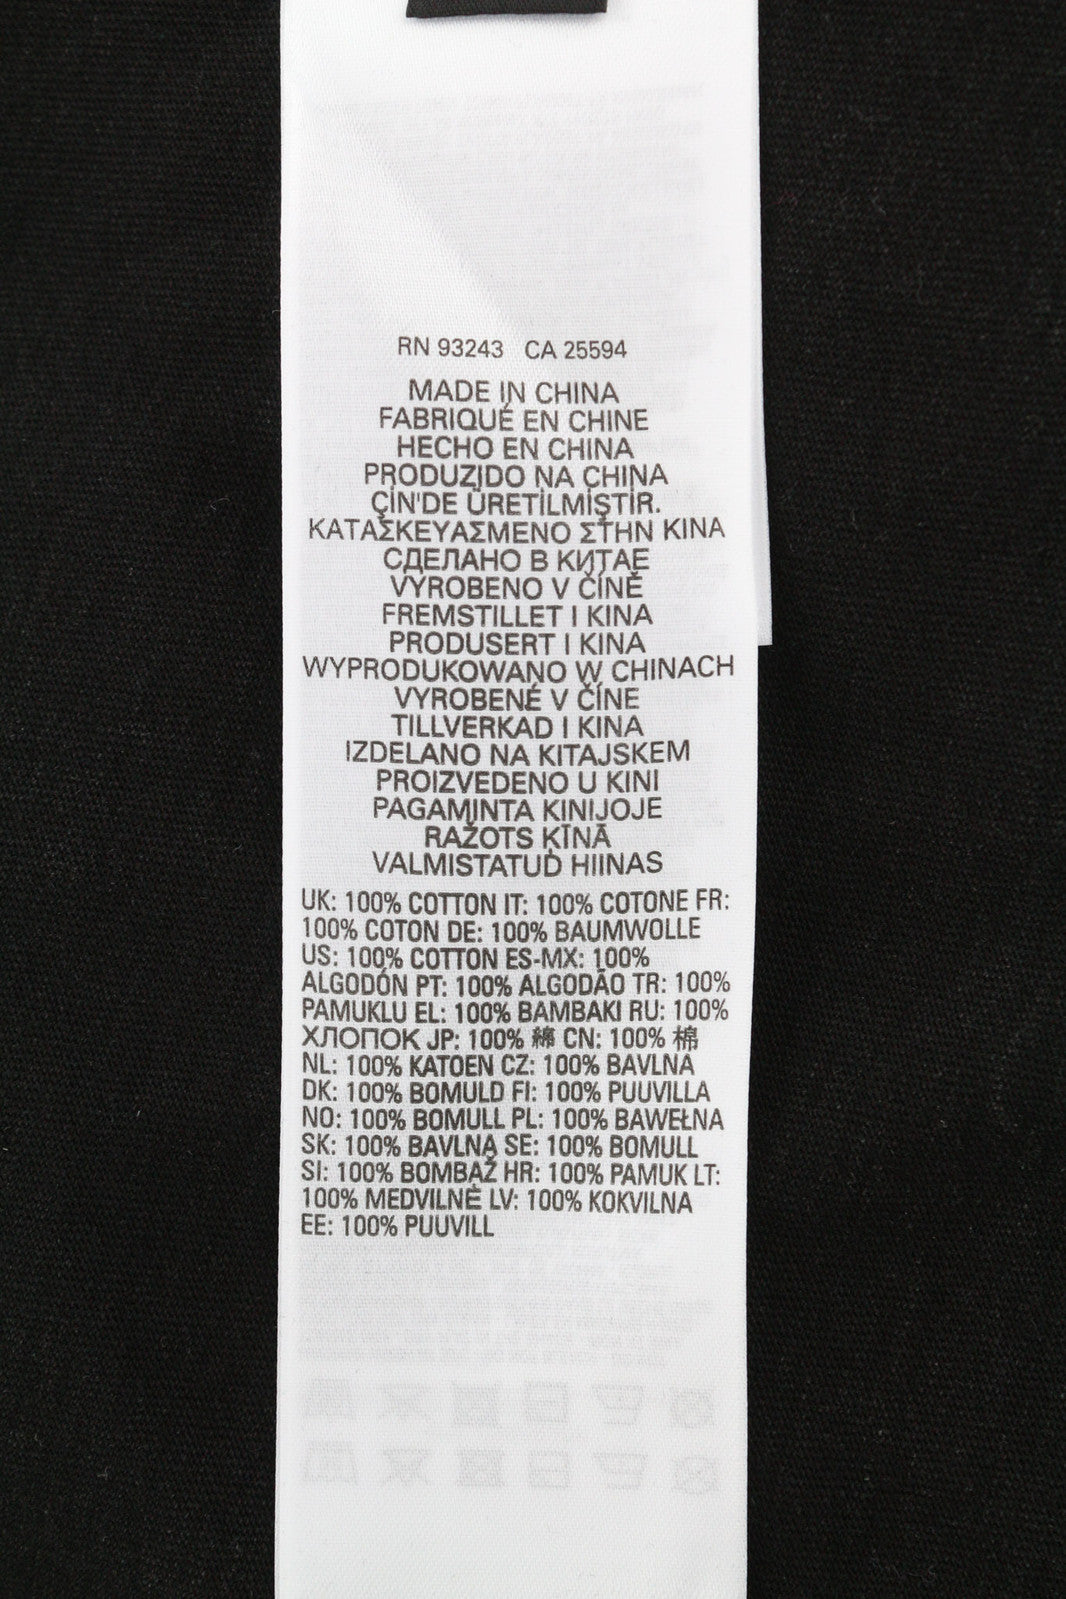 RN 93243 CA 25594
MADE IN CHINA
FABRIQUÉ EN CHINE
HECHO EN CHINA
PRODUZIDO NA CHINA
ÇİN'DE ÜRETİLMİŞTİR.
ΚΑΤΑΣΚΕΥΑΣΜΕΝΟ ΣΤΗΝ ΚΙΝΑ
СДЕЛАНО В КИТАЕ
VYROBENO V ČÍNĚ
FREMSTILLET I KINA
PRODUSERT I KINA
WYPRODUKOWANO W CHINACH
VYROBENÉ V ČÍNE
TILLVERKAD I KINA
IZDELANO NA KITAJSKEM
PROIZVEDENO U KINI
PAGAMINTA KINIJOJE
RAŽOTS ĶĪNĀ
VALMISTATUD HIINAS
UK: 100% COTTON IT: 100% COTONE FR:
100% COTON DE: 100% BAUMWOLLE
US: 100% COTTON ES-MX: 100%
ALGODÓN PT: 100% ALGODÃO TR: 100%
PAMUKLU EL: 100% BAMBAKI RU: 100%
ХЛОПОК JP: 100% 綿 CN: 100% 棉
NL: 100% KATOEN CZ: 100% BAVLNA
DK: 100% BOMULD FI: 100% PUUVILLA
NO: 100% BOMULL PL: 100% BAWEŁNA
SK: 100% BAVLNA SE: 100% BOMULL
SI: 100% BOMBAŽ HR: 100% PAMUK LT:
100% MEDVILNĖ LV: 100% KOKVILNA
EE: 100% PUUVILL